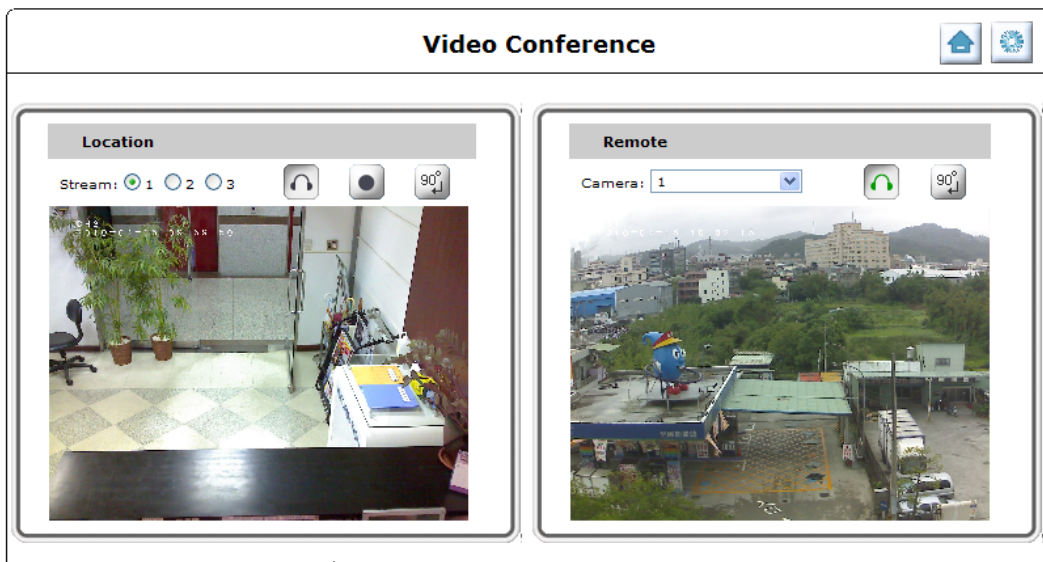 Video Conference
Location
Stream: 1 2 3
90°
Remote
Camera: 1
90°